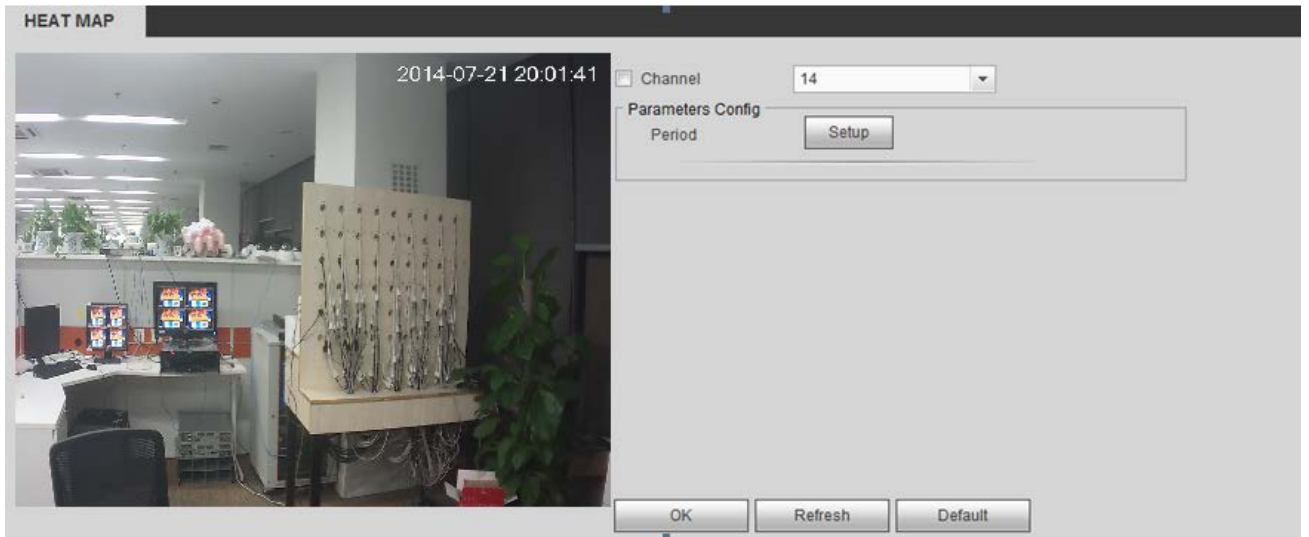 HEAT MAP
2014-07-21 20:01:41
Channel 14
Parameters Config
Period Setup
OK Refresh Default